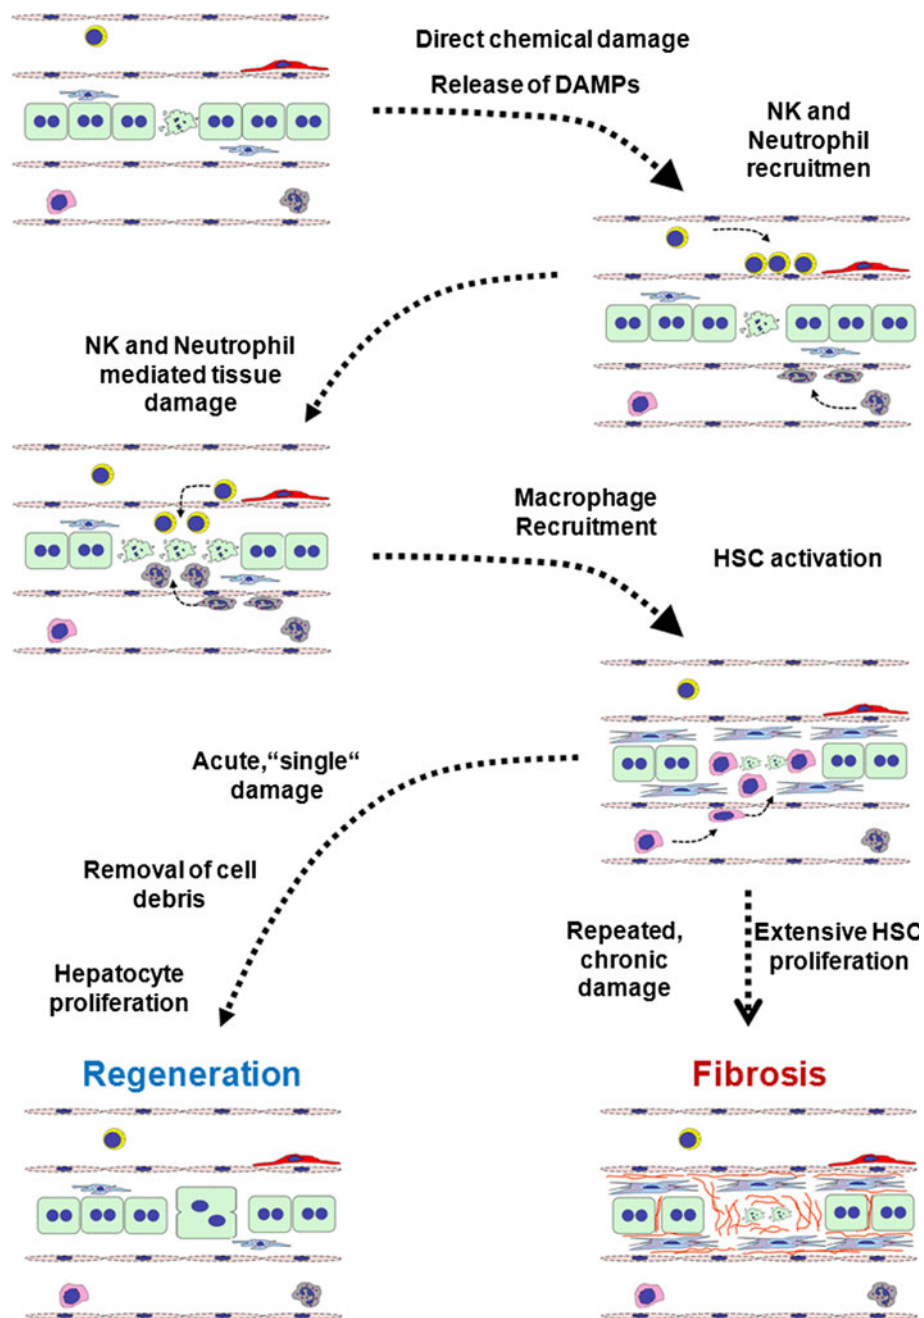 Direct chemical damage
Release of DAMPs
NK and
Neutrophil
recruitmen
NK and Neutrophil
mediated tissue
damage
Macrophage
Recruitment
HSC activation
Acute,“single“
damage
Removal of cell
debris
Hepatocyte
proliferation
Repeated,
chronic
damage
Extensive HSC
proliferation
Regeneration
Fibrosis